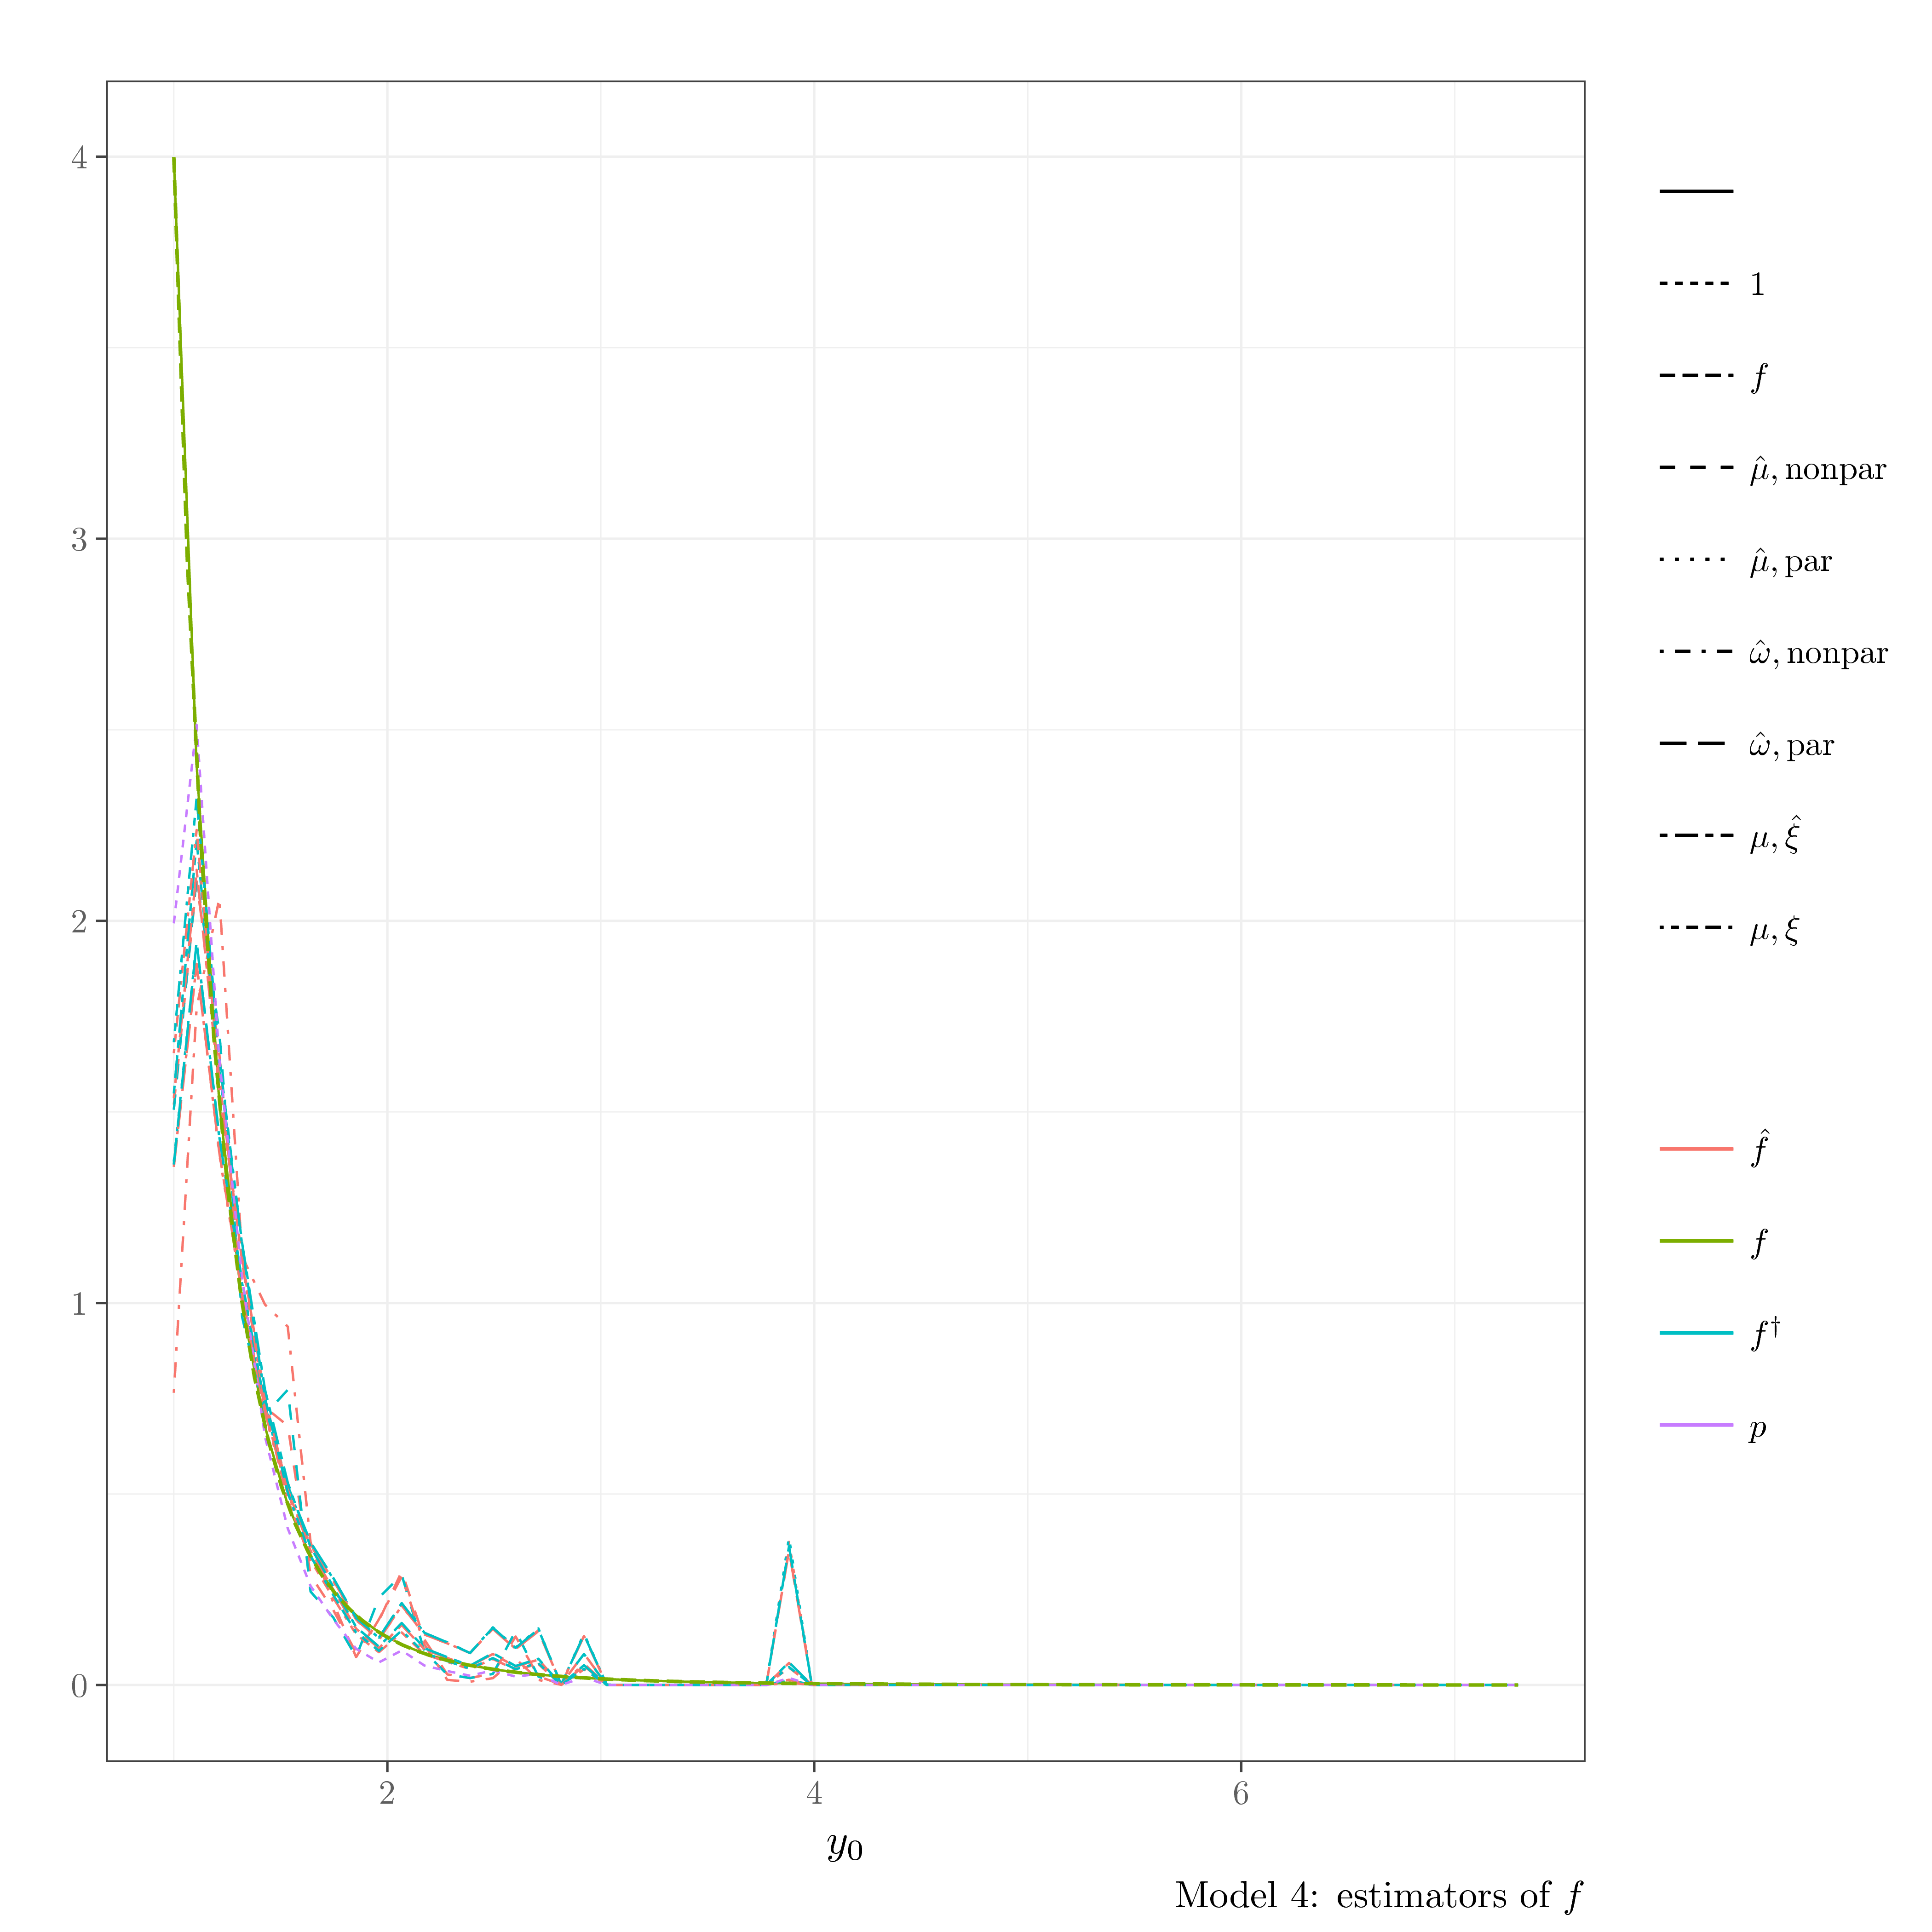 4
3
2
1
0
2
4
6
y₀
Model 4: estimators of f
1
f
μ̂, nonpar
μ̂, par
ω̂, nonpar
ω̂, par
μ, ξ̂
μ, ξ
f̂
f
f†
p